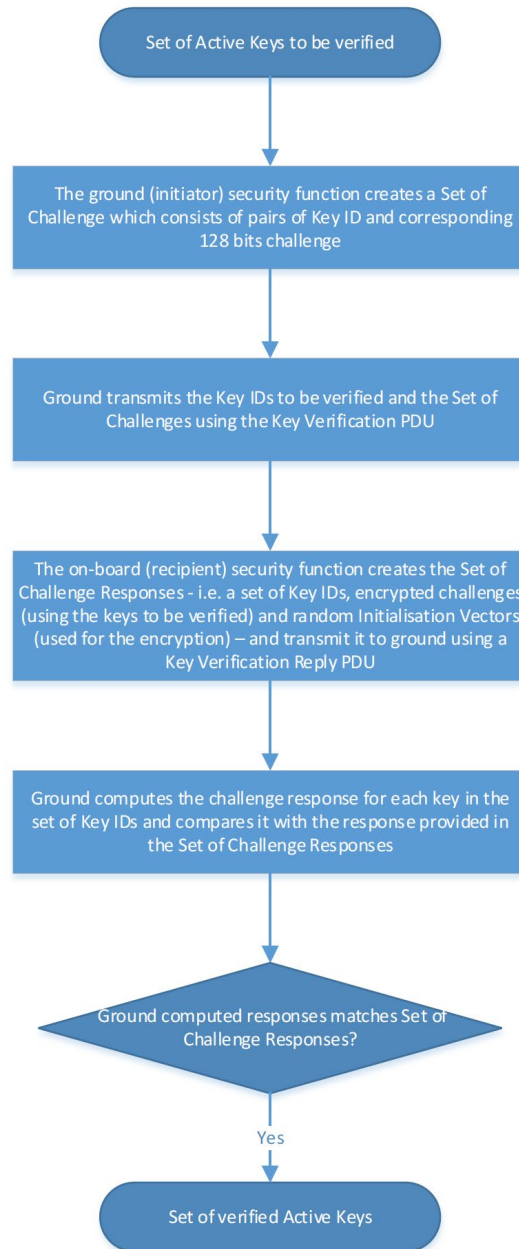 Set of Active Keys to be verified
The ground (initiator) security function creates a Set of
Challenge which consists of pairs of Key ID and corresponding
128 bits challenge
Ground transmits the Key IDs to be verified and the Set of
Challenges using the Key Verification PDU
The on-board (recipient) security function creates the Set of
Challenge Responses - i.e. a set of Key IDs, encrypted challenges
(using the keys to be verified) and random Initialisation Vectors
(used for the encryption) – and transmit it to ground using a
Key Verification Reply PDU
Ground computes the challenge response for each key in the
set of Key IDs and compares it with the response provided in
the Set of Challenge Responses
Ground computed responses matches Set of
Challenge Responses?
Yes
Set of verified Active Keys